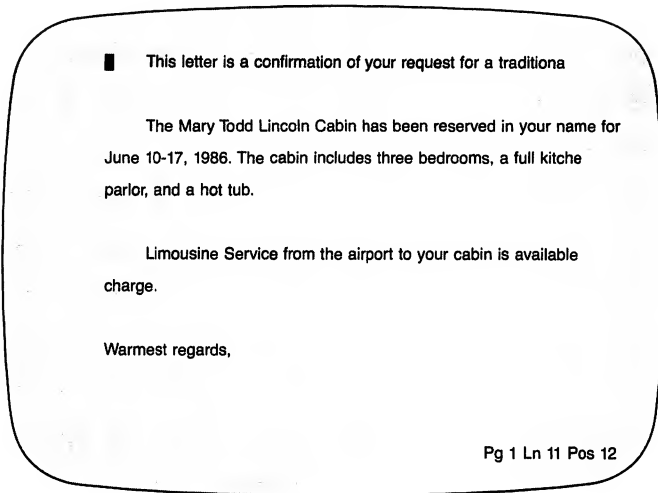 This letter is a confirmation of your request for a traditiona
The Mary Todd Lincoln Cabin has been reserved in your name for
June 10-17, 1986. The cabin includes three bedrooms, a full kitche
parlor, and a hot tub.
Limousine Service from the airport to your cabin is available
charge.
Warmest regards,
Pg 1 Ln 11 Pos 12